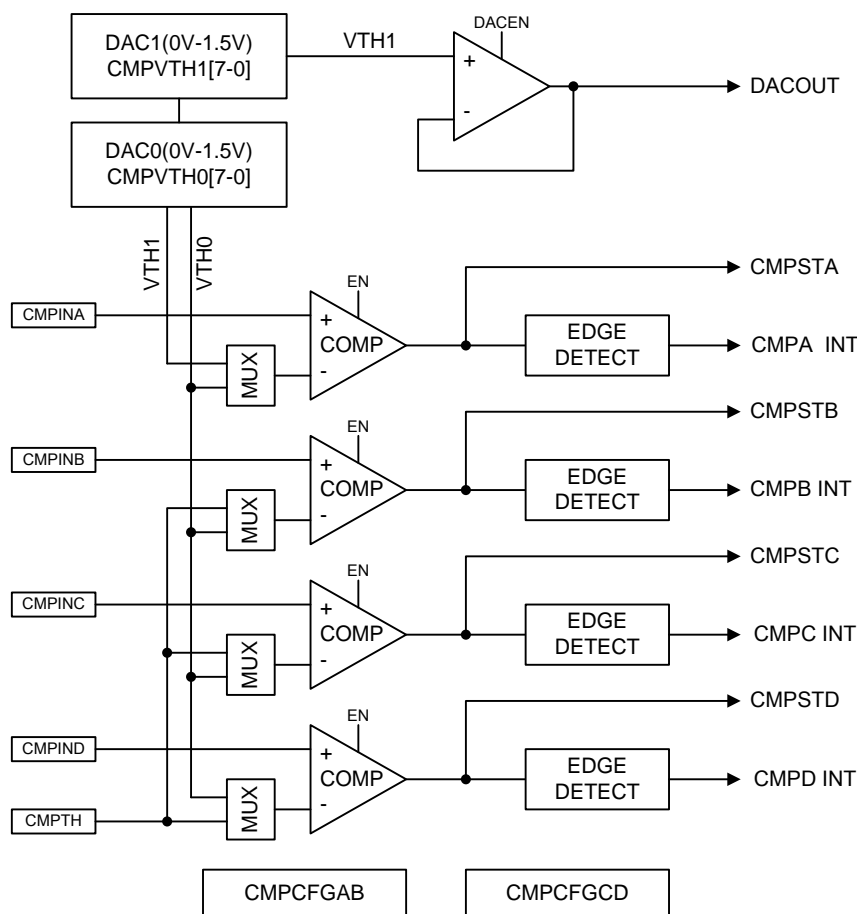 DACEN
DAC1(0V-1.5V)
CMPVTH1[7-0]
VTH1
+
-
DACOUT
DAC0(0V-1.5V)
CMPVTH0[7-0]
VTH1
VTH0
CMPSTA
EN
CMPINA
+
COMP
-
MUX
EDGE
DETECT
CMPA INT
CMPSTB
EN
CMPINB
+
COMP
-
MUX
EDGE
DETECT
CMPB INT
CMPSTC
EN
CMPINC
+
COMP
-
MUX
EDGE
DETECT
CMPC INT
CMPSTD
EN
CMPIND
+
COMP
-
MUX
EDGE
DETECT
CMPD INT
CMPTH
CMPCFGAB
CMPCFGCD